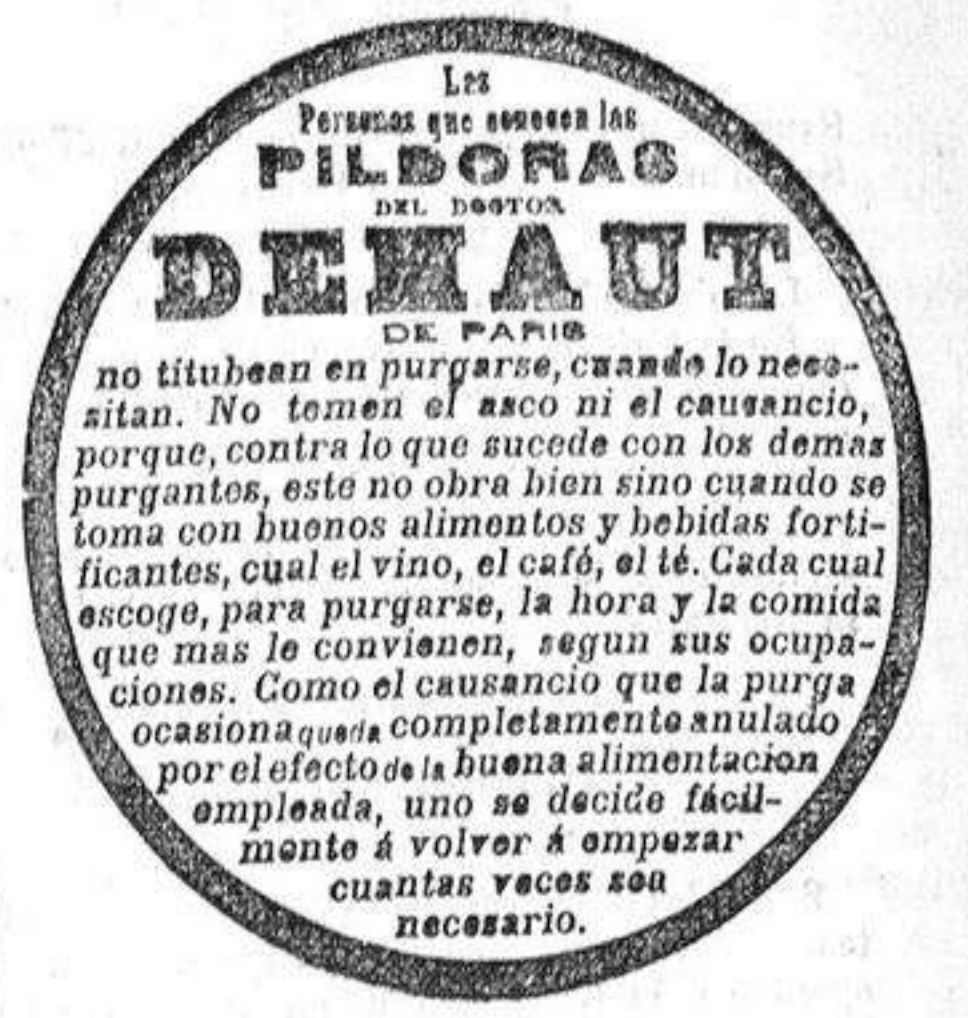 Las
Personas que conocen las
PILDORAS
DEL DOCTOR
DEHAUT
DE PARIS
no titubean en purgarse, cuando lo nece-
sitan. No temen el asco ni el causancio,
porque, contra lo que sucede con los demas
purgantes, este no obra bien sino cuando se
toma con buenos alimentos y bebidas forti-
ficantes, cual el vino, el café, el té. Cada cual
escoge, para purgarse, la hora y la comida
que mas le convienen, segun sus ocupa-
ciones. Como el causancio que la purga
ocasiona queda completamente anulado
por el efecto de la buena alimentacion
empleada, uno se decide fácil-
mente á volver á empezar
cuantas veces sea
necesario.